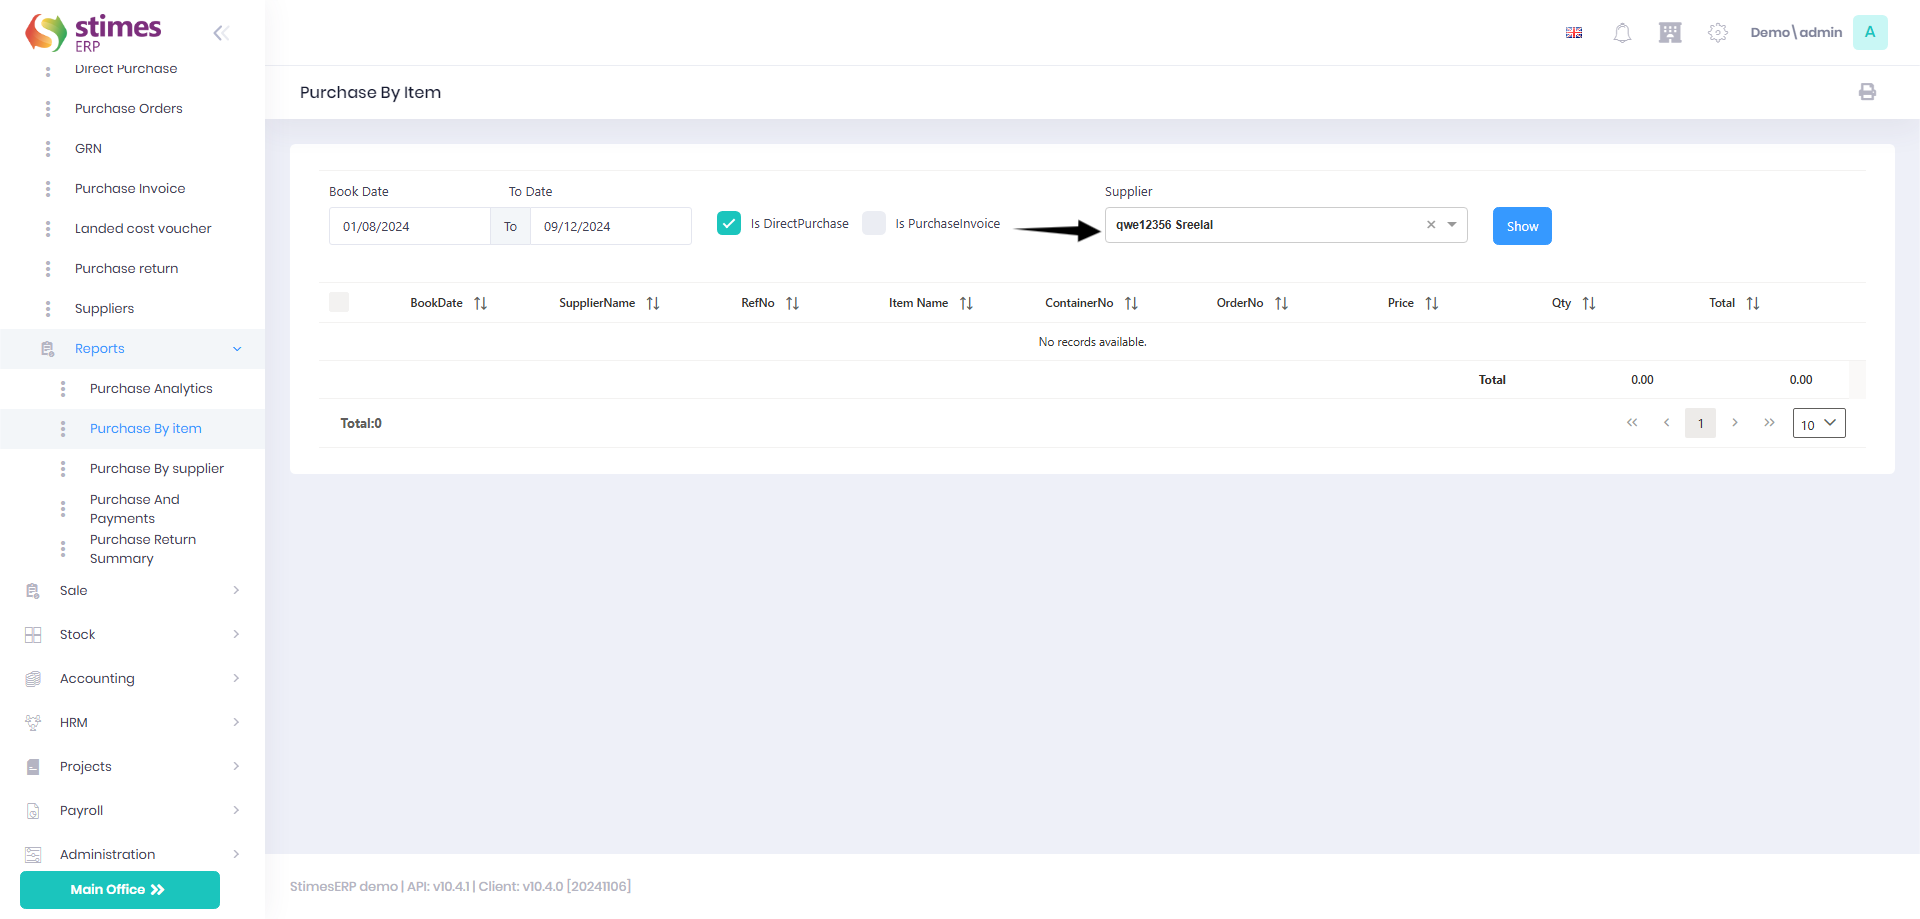 stimes
ERP
Demo\admin
A
Direct Purchase
Purchase Orders
GRN
Purchase Invoice
Landed cost voucher
Purchase return
Suppliers
Reports
Purchase Analytics
Purchase By item
Purchase By supplier
Purchase And
Payments
Purchase Return
Summary
Sale
Stock
Accounting
HRM
Projects
Payroll
Administration
Main Office
Purchase By Item
Book Date To Date Supplier
01/08/2024 To 09/12/2024 Is DirectPurchase Is PurchaseInvoice qwe12356 Sreelal Show
BookDate SupplierName RefNo Item Name ContainerNo OrderNo Price Qty Total
No records available.
Total 0.00 0.00
Total:0 1 10
StimesERP demo | API: v10.4.1 | Client: v10.4.0 [20241106]